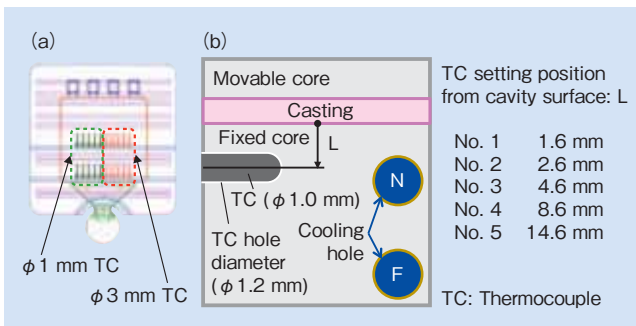 (a)
φ1 mm TC
φ3 mm TC
(b)
Movable core
Casting
Fixed core
L
TC (φ1.0 mm)
TC hole
diameter
(φ1.2 mm)
Cooling
hole
N
F
TC setting position
from cavity surface: L
No. 1 1.6 mm
No. 2 2.6 mm
No. 3 4.6 mm
No. 4 8.6 mm
No. 5 14.6 mm
TC: Thermocouple